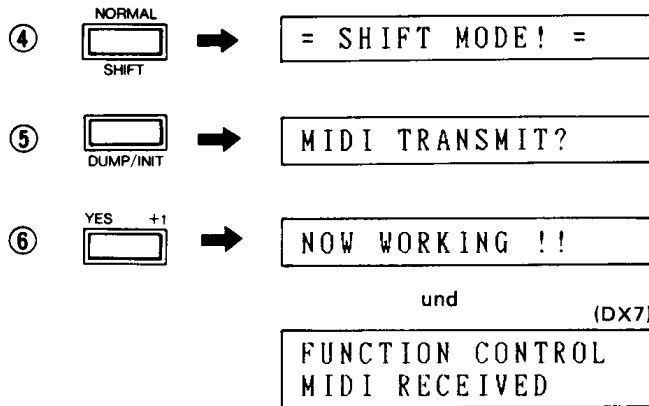 NORMAL
④ = SHIFT MODE! =
SHIFT
⑤ MIDI TRANSMIT?
DUMP/INIT
YES +1
⑥ NOW WORKING !!
und
(DX7)
FUNCTION CONTROL
MIDI RECEIVED